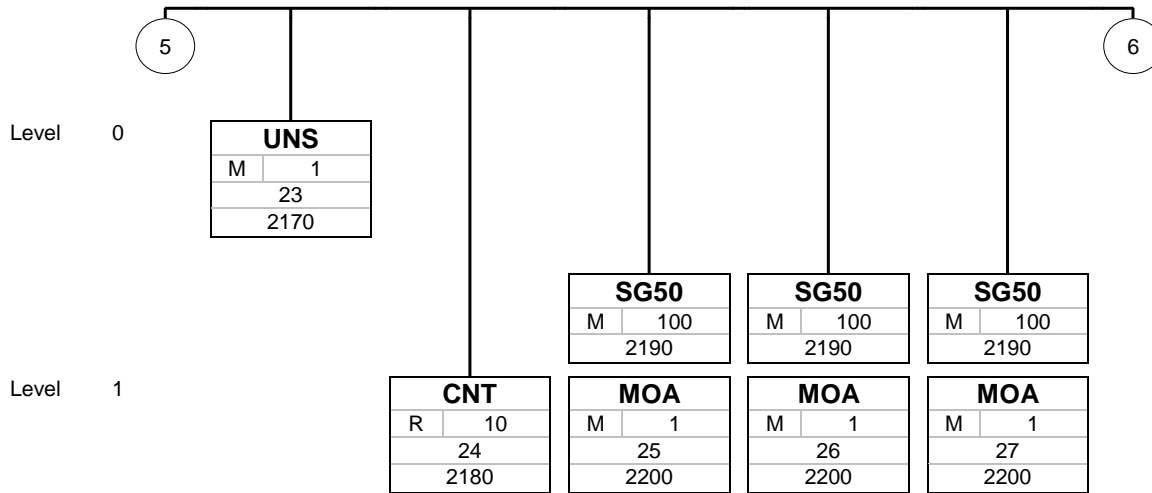 5 6
Level 0
UNS
M 1
23
2170
SG50 SG50 SG50
M 100 M 100 M 100
2190 2190 2190
Level 1
CNT MOA MOA MOA
R 10 M 1 M 1 M 1
24 25 26 27
2180 2200 2200 2200